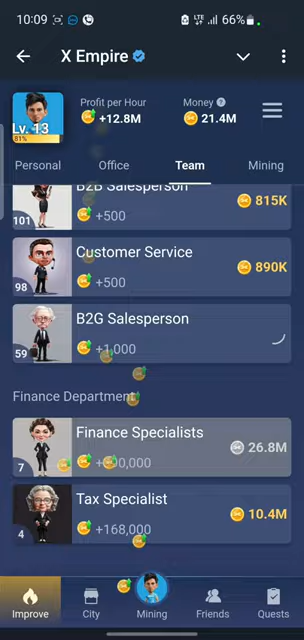 10:09 LTE 66%
X Empire
Profit per Hour Money ?
+12.8M 21.4M
Lv. 13
81%
Personal Office Team Mining
B2B Salesperson
815K
+500
101
Customer Service
890K
+500
98
B2G Salesperson
+1,000
59
Finance Department
Finance Specialists
26.8M
7
Tax Specialist
10.4M
+168,000
4
Improve City Mining Friends Quests